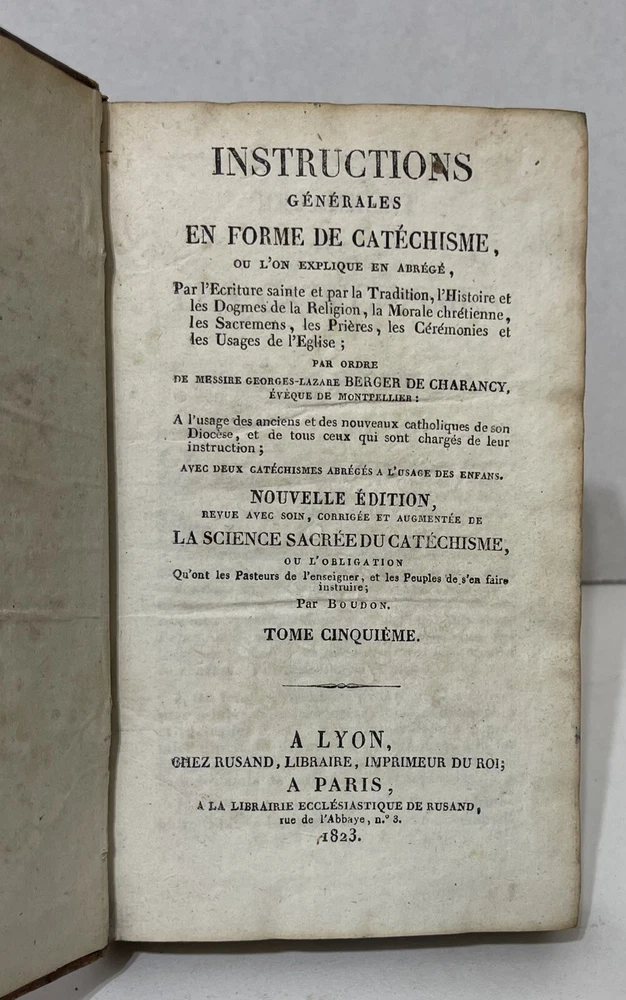 INSTRUCTIONS
GÉNÉRALES
EN FORME DE CATÉCHISME,
OU L'ON EXPLIQUE EN ABRÉGÉ,
Par l'Ecriture sainte et par la Tradition, l'Histoire et
les Dogmes de la Religion, la Morale chrétienne,
les Sacremens, les Prières, les Cérémonies et
les Usages de l'Eglise;
PAR ORDRE
DE MESSIRE GEORGES-LAZARE BERGER DE CHARANCY,
ÉVÊQUE DE MONTPELLIER:
A l'usage des anciens et des nouveaux catholiques de son
Diocèse, et de tous ceux qui sont chargés de leur
instruction;
AVEC DEUX CATÉCHISMES ABRÉGÉS A L'USAGE DES ENFANS.
NOUVELLE ÉDITION,
REVUE AVEC SOIN, CORRIGÉE ET AUGMENTÉE DE
LA SCIENCE SACRÉE DU CATÉCHISME,
OU L'OBLIGATION
Qu'ont les Pasteurs de l'enseigner, et les Peuples de s'en faire
instruire;
Par BOUDON.
TOME CINQUIÈME.
A LYON,
CHEZ RUSAND, LIBRAIRE, IMPRIMEUR DU ROI;
A PARIS,
A LA LIBRAIRIE ECCLÉSIASTIQUE DE RUSAND,
rue de l'Abbaye, n.º 3.
1823.